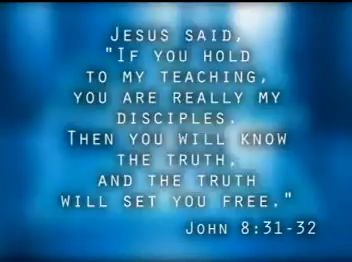 Jesus said,
"If you hold
to my teaching,
you are really my
disciples.
Then you will know
the truth,
and the truth
will set you free."
John 8:31-32